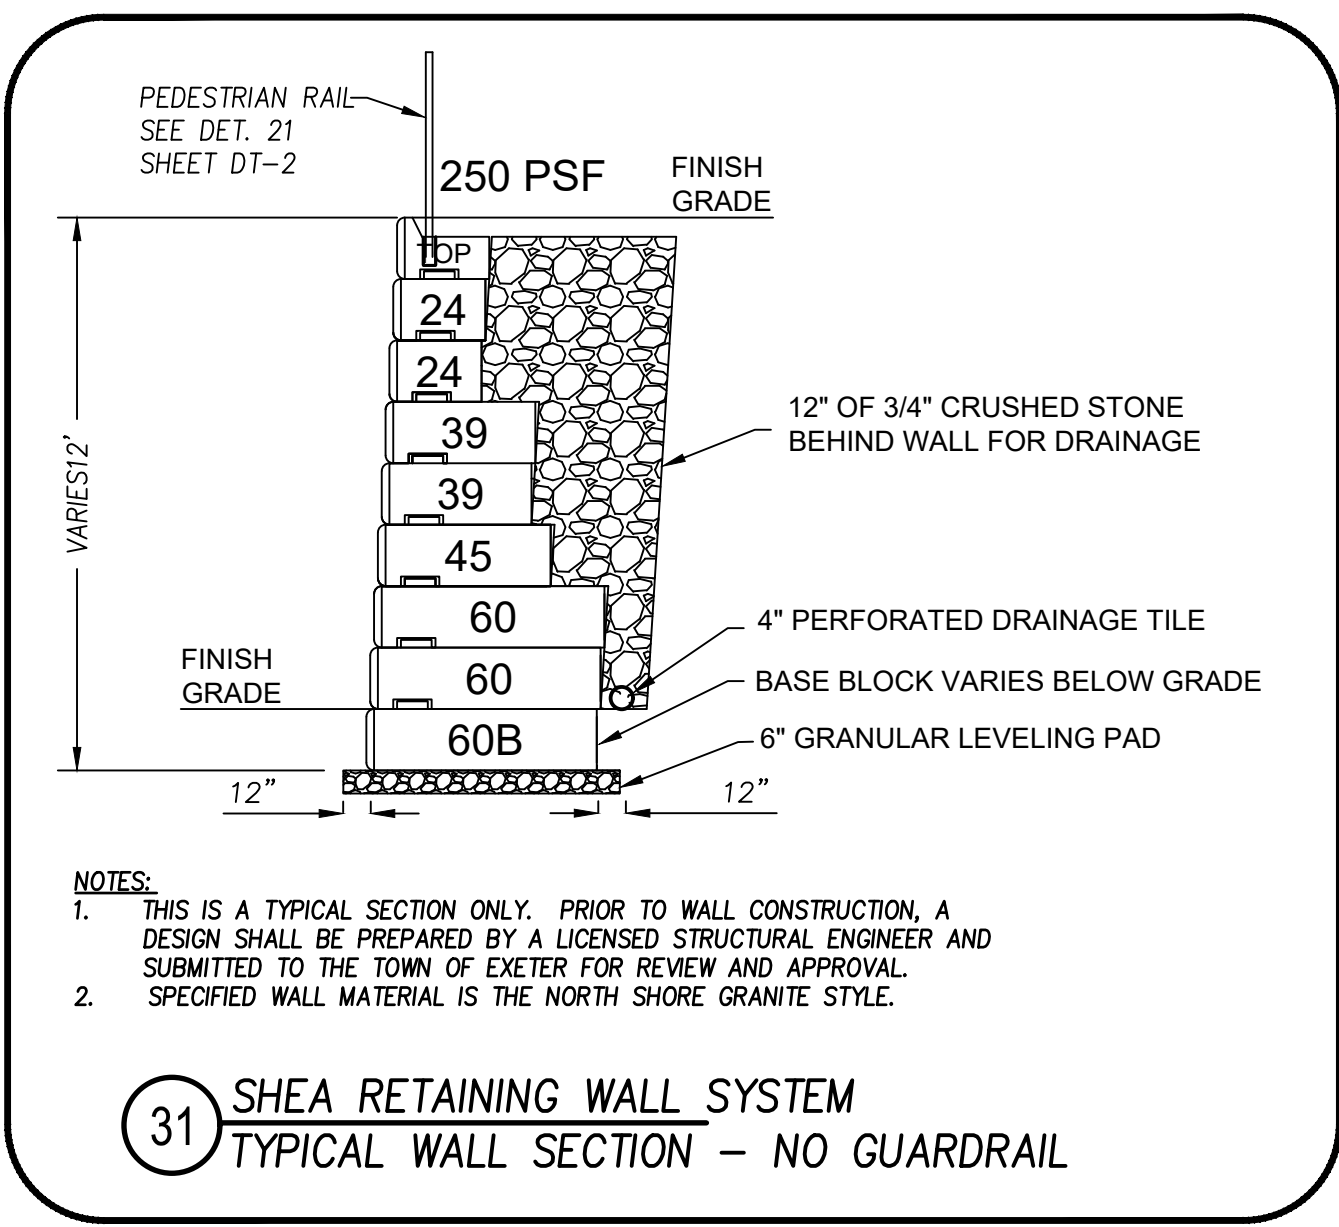 PEDESTRIAN RAIL
SEE DET. 21
SHEET DT-2
250 PSF
FINISH
GRADE
TOP
24
24
39
39
45
60
60
60B
VARIES12'
12" OF 3/4" CRUSHED STONE
BEHIND WALL FOR DRAINAGE
4" PERFORATED DRAINAGE TILE
FINISH
GRADE
BASE BLOCK VARIES BELOW GRADE
6" GRANULAR LEVELING PAD
12"
12"
NOTES:
1. THIS IS A TYPICAL SECTION ONLY. PRIOR TO WALL CONSTRUCTION, A
DESIGN SHALL BE PREPARED BY A LICENSED STRUCTURAL ENGINEER AND
SUBMITTED TO THE TOWN OF EXETER FOR REVIEW AND APPROVAL.
2. SPECIFIED WALL MATERIAL IS THE NORTH SHORE GRANITE STYLE.
31
SHEA RETAINING WALL SYSTEM
TYPICAL WALL SECTION - NO GUARDRAIL